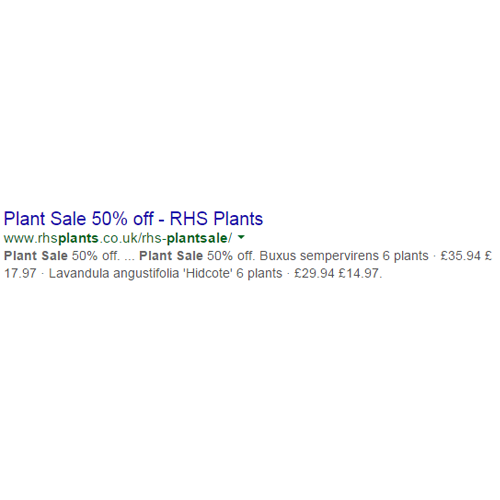 Plant Sale 50% off - RHS Plants
www.rhsplants.co.uk/rhs-plantsale/
Plant Sale 50% off. ... Plant Sale 50% off. Buxus sempervirens 6 plants · £35.94 £
17.97 · Lavandula angustifolia 'Hidcote' 6 plants · £29.94 £14.97.